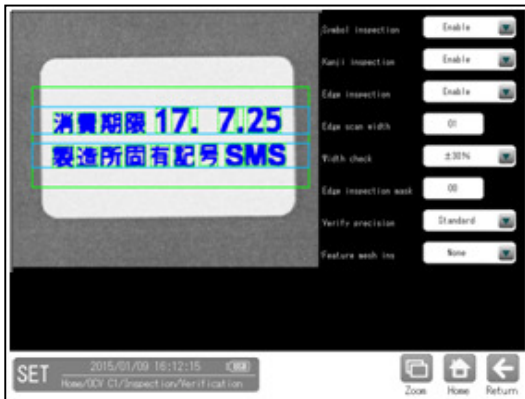 消費期限 17. 7.25
製造所固有記号 SMS
Symbol inspection Enable
Kanji inspection Enable
Edge inspection Enable
Edge scan width 01
Width check ±30%
Edge inspection mask 00
Verify precision Standard
Feature mesh ins None
SET
2015/01/09 16:12:15
Home/OCV C1/Inspection/Verification
Zoom Home Return